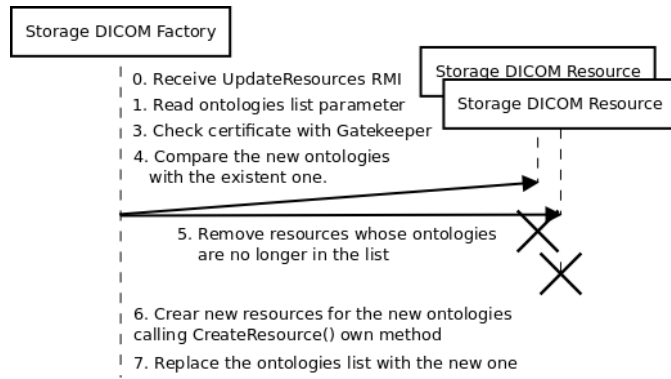 Storage DICOM Factory
Storage DICOM Resource
Storage DICOM Resource
0. Receive UpdateResources RMI
1. Read ontologies list parameter
3. Check certificate with Gatekeeper
4. Compare the new ontologies
with the existent one.
5. Remove resources whose ontologies
are no longer in the list
6. Crear new resources for the new ontologies
calling CreateResource() own method
7. Replace the ontologies list with the new one